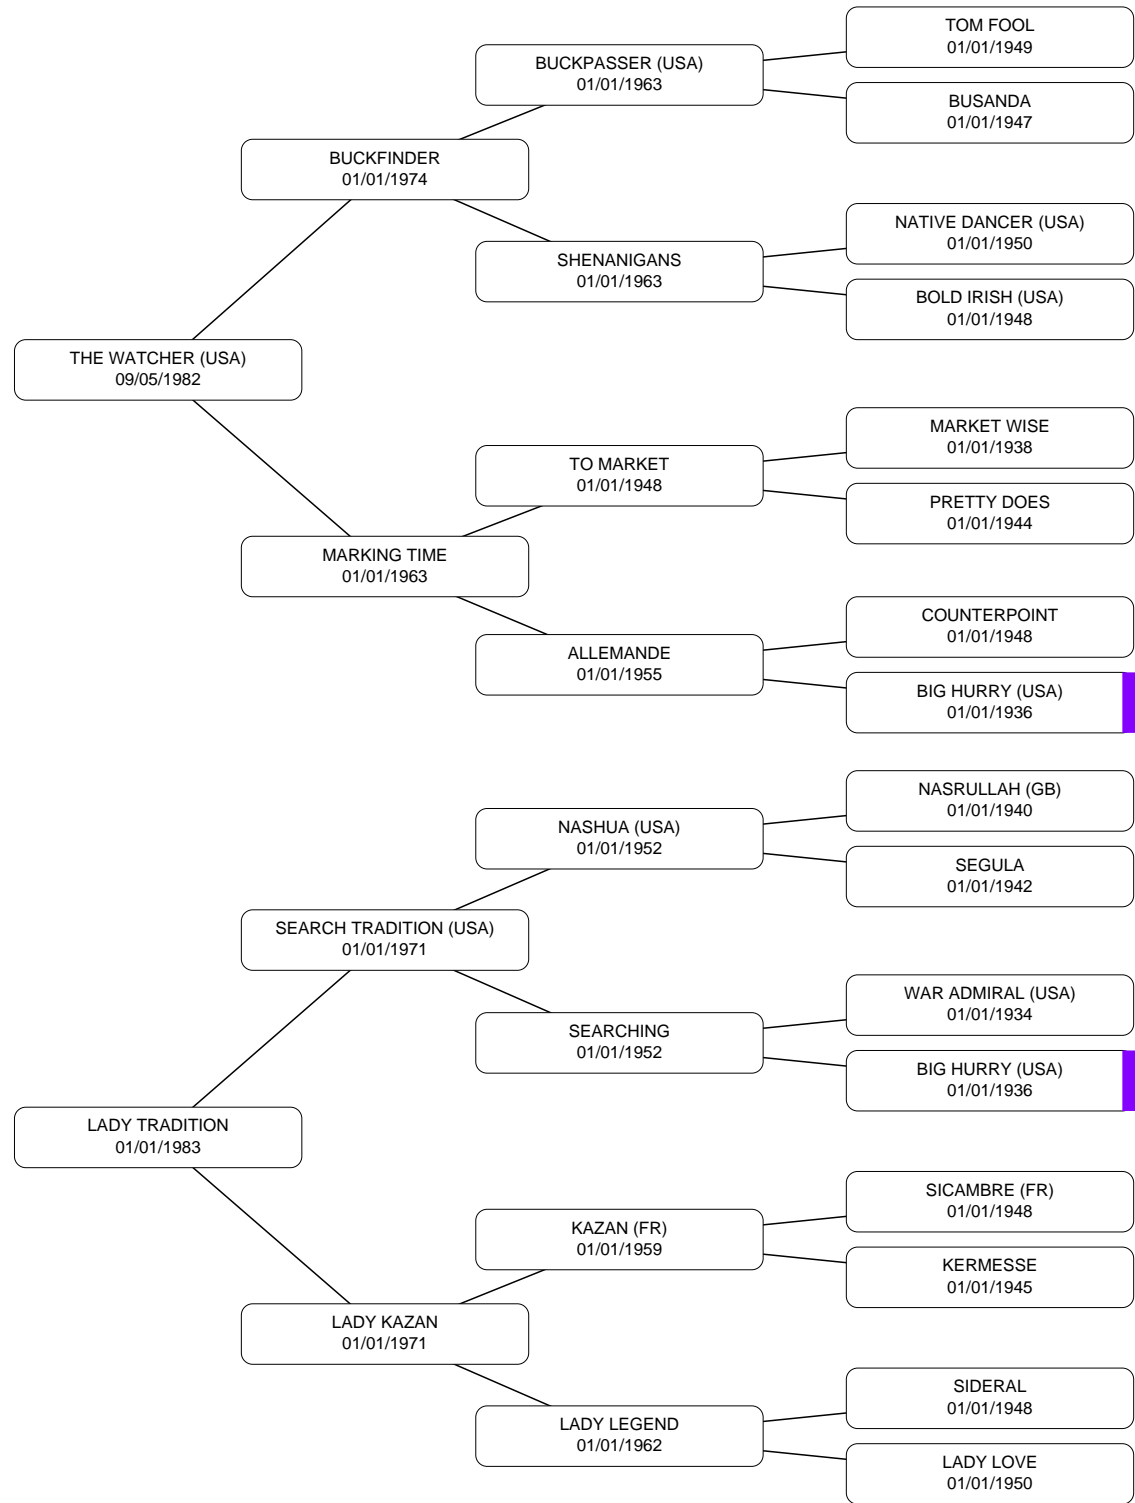 TOM FOOL
01/01/1949
BUCKPASSER (USA)
01/01/1963
BUSANDA
01/01/1947
BUCKFINDER
01/01/1974
NATIVE DANCER (USA)
01/01/1950
SHENANIGANS
01/01/1963
BOLD IRISH (USA)
01/01/1948
THE WATCHER (USA)
09/05/1982
MARKET WISE
01/01/1938
TO MARKET
01/01/1948
PRETTY DOES
01/01/1944
MARKING TIME
01/01/1963
COUNTERPOINT
01/01/1948
ALLEMANDE
01/01/1955
BIG HURRY (USA)
01/01/1936
NASRULLAH (GB)
01/01/1940
NASHUA (USA)
01/01/1952
SEGULA
01/01/1942
SEARCH TRADITION (USA)
01/01/1971
WAR ADMIRAL (USA)
01/01/1934
SEARCHING
01/01/1952
BIG HURRY (USA)
01/01/1936
LADY TRADITION
01/01/1983
SICAMBRE (FR)
01/01/1948
KAZAN (FR)
01/01/1959
KERMESSE
01/01/1945
LADY KAZAN
01/01/1971
SIDERAL
01/01/1948
LADY LEGEND
01/01/1962
LADY LOVE
01/01/1950